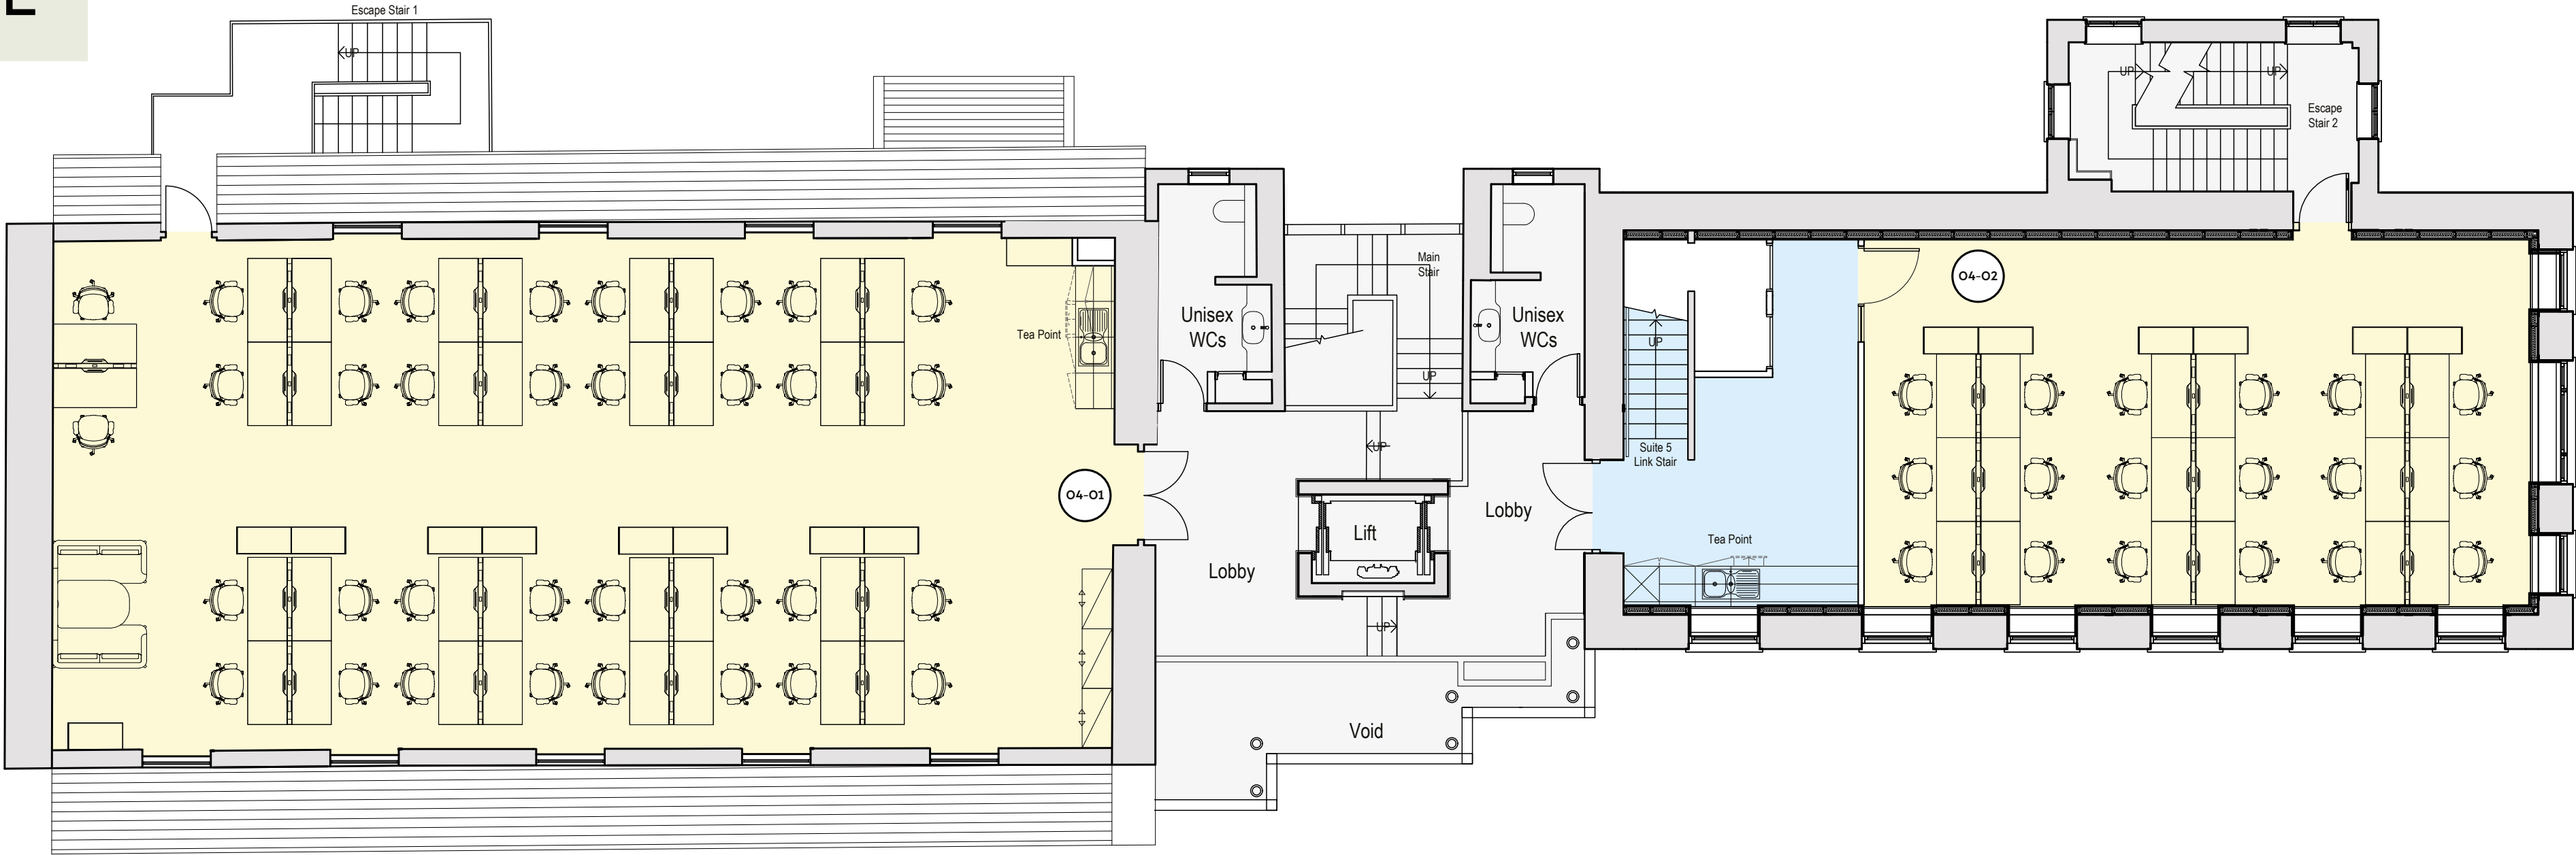 E
Escape Stair 1
UP
UP
UP
Escape
Stair 2
Main
Stair
04-02
Unisex
WCs
Unisex
WCs
Tea Point
UP
UP
UP
Suite 5
Link Stair
04-01
Lobby
Lift
Tea Point
Lobby
UP
Void